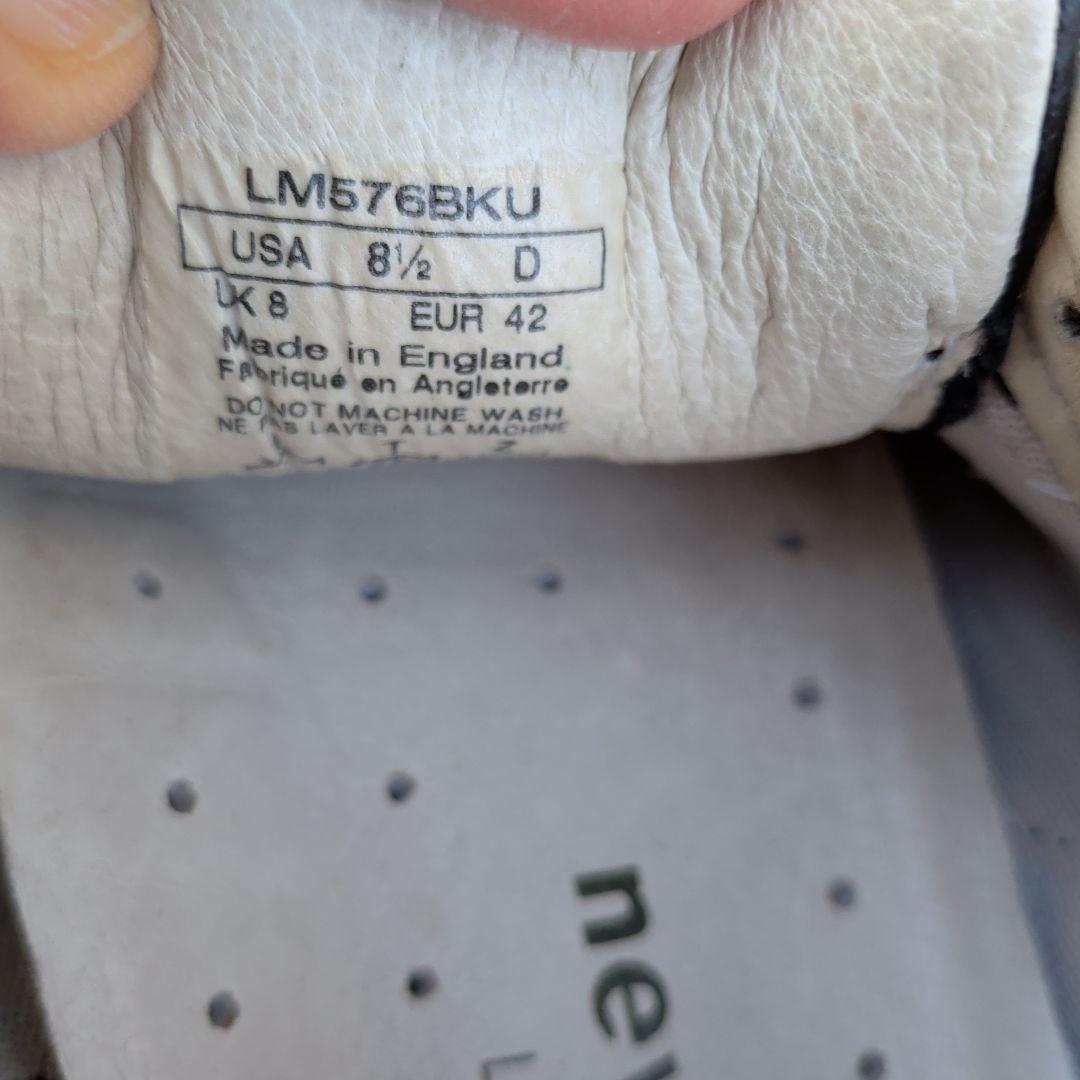 LM576BKU
USA 8½ D
UK 8 EUR 42
Made in England
Fabriqué en Angleterre
DO NOT MACHINE WASH
NE PAS LAVER A LA MACHINE
new
L